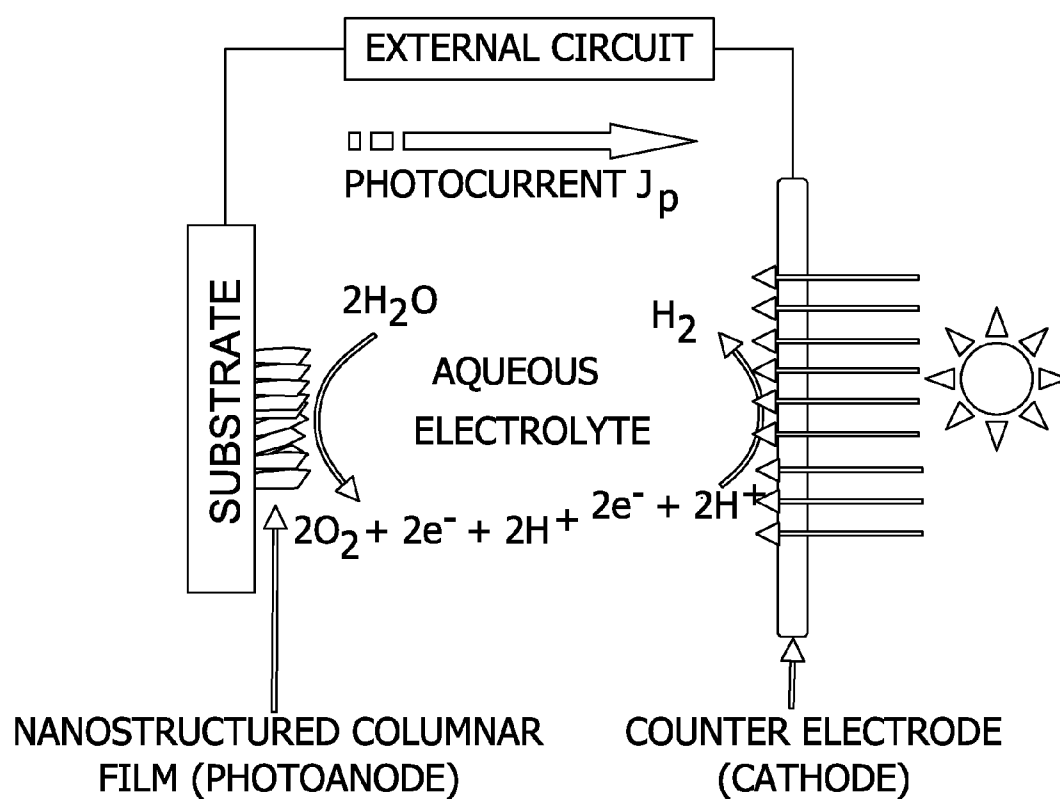 EXTERNAL CIRCUIT
PHOTOCURRENT Jₚ
SUBSTRATE
2H₂O
H₂
AQUEOUS
ELECTROLYTE
2O₂ + 2e⁻ + 2H⁺
2e⁻ + 2H⁺
NANOSTRUCTURED COLUMNAR
FILM (PHOTOANODE)
COUNTER ELECTRODE
(CATHODE)